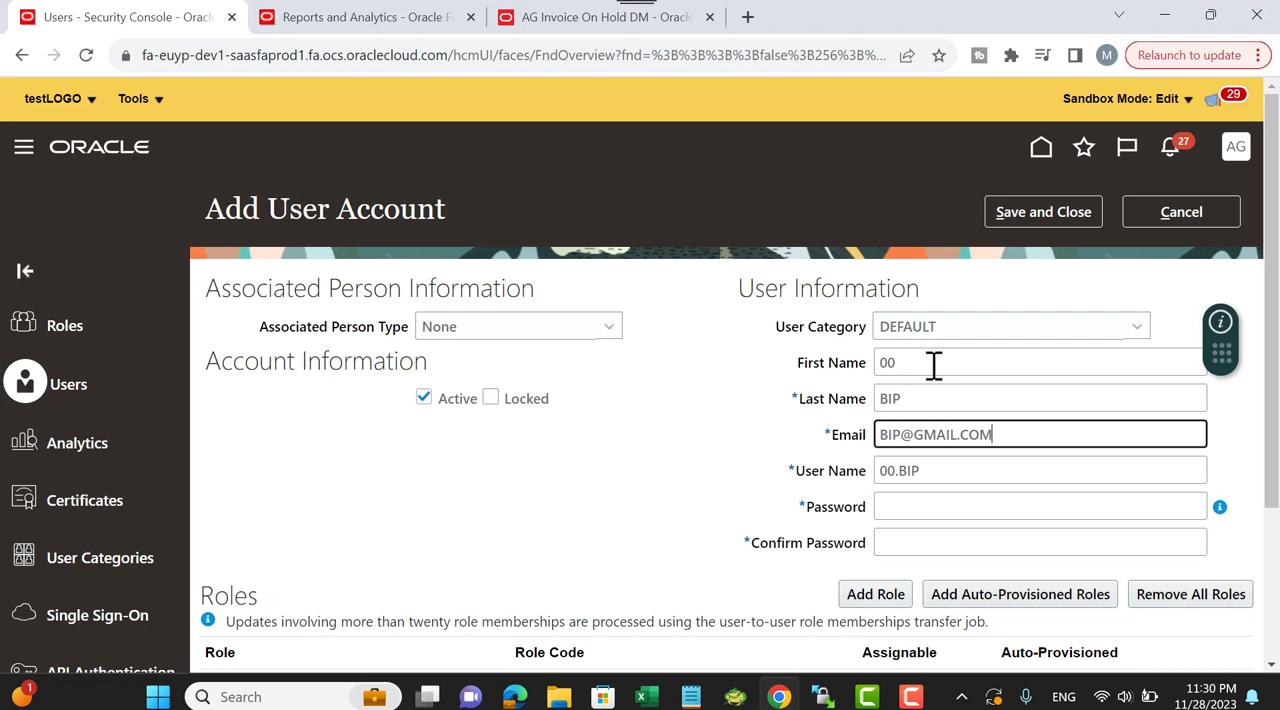 Users - Security Console - Oracle
Reports and Analytics - Oracle F
AG Invoice On Hold DM - Oracle
fa-euyp-dev1-saasfaprod1.fa.ocs.oraclecloud.com/hcmUI/faces/FndOverview?fnd=%3B%3B%3B%3Bfalse%3B256%3B%...
tb
M
Relaunch to update
testLOGO
Tools
Sandbox Mode: Edit
29
ORACLE
27
AG
Add User Account
Save and Close
Cancel
Associated Person Information
User Information
Associated Person Type
None
User Category
DEFAULT
Account Information
First Name
00
Active
Locked
Last Name
BIP
*Email
BIP@GMAIL.COM
*User Name
00.BIP
*Password
*Confirm Password
Roles
Users
Analytics
Certificates
User Categories
Single Sign-On
API Authentication
Roles
Add Role
Add Auto-Provisioned Roles
Remove All Roles
Updates involving more than twenty role memberships are processed using the user-to-user role memberships transfer job.
Role
Role Code
Assignable
Auto-Provisioned
1
Search
ENG
11:30 PM
11/28/2023